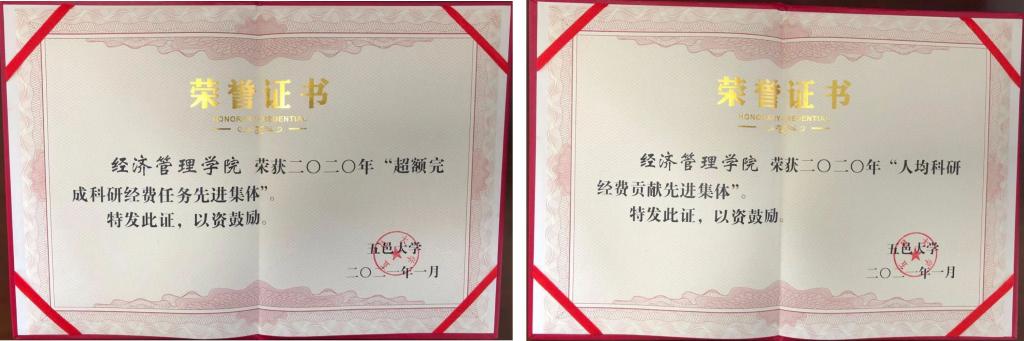 荣誉证书
HONORARY CREDENTIAL
经济管理学院 荣获二〇二〇年“超额完
成科研经费任务先进集体”。
特发此证，以资鼓励。
五邑大学
二〇二一年一月
荣誉证书
HONORARY CREDENTIAL
经济管理学院 荣获二〇二〇年“人均科研
经费贡献先进集体”。
特发此证，以资鼓励。
五邑大学
二〇二一年一月